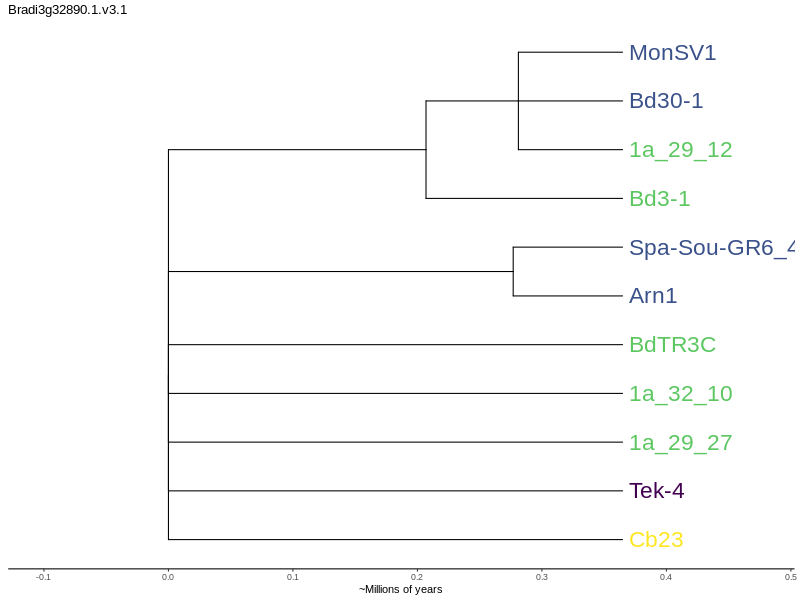 Bradi3g32890.1.v3.1
MonSV1
Bd30-1
1a_29_12
Bd3-1
Spa-Sou-GR6_4
Arn1
BdTR3C
1a_32_10
1a_29_27
Tek-4
Cb23
-0.1 0.0 0.1 0.2 0.3 0.4 0.5
~Millions of years